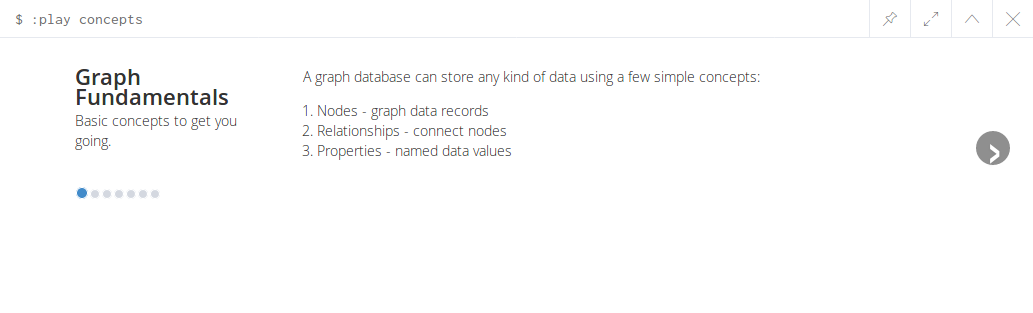 $ :play concepts
Graph
Fundamentals
Basic concepts to get you
going.
A graph database can store any kind of data using a few simple concepts:
1. Nodes - graph data records
2. Relationships - connect nodes
3. Properties - named data values